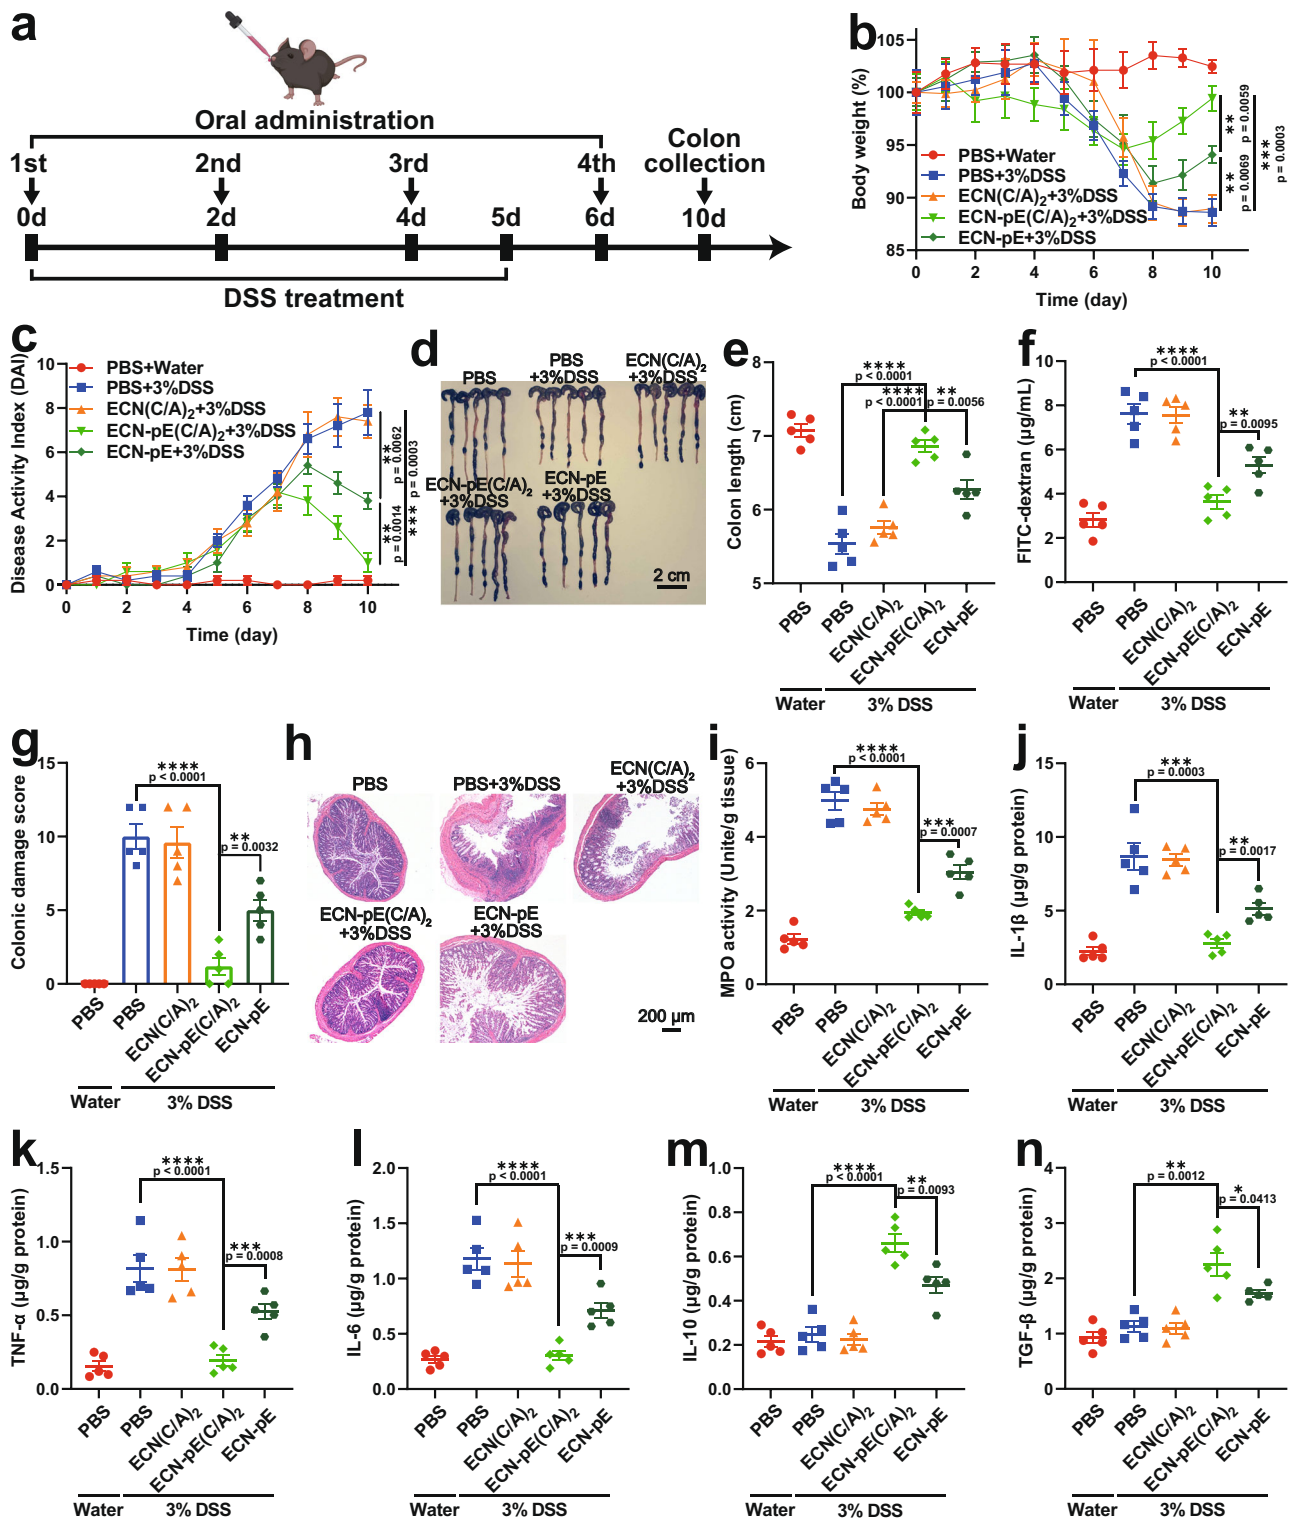 a
Oral administration
1st 2nd 3rd 4th
Colon
collection
0d 2d 4d 5d 6d 10d
DSS treatment
b
Body weight (%)
105
100
95
90
85
0 2 4 6 8 10
Time (day)
PBS+Water
PBS+3%DSS
ECN(C/A)2+3%DSS
ECN-pE(C/A)2+3%DSS
ECN-pE+3%DSS
**
p = 0.0059
**
p = 0.0069
***
p = 0.0003
c
Disease Activity Index (DAI)
10
8
6
4
2
0
0 2 4 6 8 10
Time (day)
PBS+Water
PBS+3%DSS
ECN(C/A)2+3%DSS
ECN-pE(C/A)2+3%DSS
ECN-pE+3%DSS
**
p = 0.0062
**
p = 0.0014
***
p = 0.0003
d
PBS
PBS
+3%DSS
ECN(C/A)2
+3%DSS
ECN-pE(C/A)2
+3%DSS
ECN-pE
+3%DSS
2 cm
e
Colon length (cm)
8
7
6
5
****
p < 0.0001
****
p < 0.0001
**
p = 0.0056
PBS PBS ECN(C/A)2 ECN-pE(C/A)2 ECN-pE
Water 3% DSS
f
FITC-dextran (µg/mL)
10
8
6
4
2
0
****
p < 0.0001
**
p = 0.0095
PBS PBS ECN(C/A)2 ECN-pE(C/A)2 ECN-pE
Water 3% DSS
g
Colonic damage score
15
10
5
0
****
p < 0.0001
**
p = 0.0032
PBS PBS ECN(C/A)2 ECN-pE(C/A)2 ECN-pE
Water 3% DSS
h
PBS
PBS+3%DSS
ECN(C/A)2
+3%DSS
ECN-pE(C/A)2
+3%DSS
ECN-pE
+3%DSS
200 µm
i
MPO activity (Unite/g tissue)
6
4
2
0
****
p < 0.0001
***
p = 0.0007
PBS PBS ECN(C/A)2 ECN-pE(C/A)2 ECN-pE
Water 3% DSS
j
IL-1β (µg/g protein)
15
10
5
0
***
p = 0.0003
**
p = 0.0017
PBS PBS ECN(C/A)2 ECN-pE(C/A)2 ECN-pE
Water 3% DSS
k
TNF-α (µg/g protein)
1.5
1.0
0.5
0.0
****
p < 0.0001
***
p = 0.0008
PBS PBS ECN(C/A)2 ECN-pE(C/A)2 ECN-pE
Water 3% DSS
l
IL-6 (µg/g protein)
2.0
1.5
1.0
0.5
0.0
****
p < 0.0001
***
p = 0.0009
PBS PBS ECN(C/A)2 ECN-pE(C/A)2 ECN-pE
Water 3% DSS
m
IL-10 (µg/g protein)
1.0
0.8
0.6
0.4
0.2
0.0
****
p < 0.0001
**
p = 0.0093
PBS PBS ECN(C/A)2 ECN-pE(C/A)2 ECN-pE
Water 3% DSS
n
TGF-β (µg/g protein)
4
3
2
1
0
**
p = 0.0012
*
p = 0.0413
PBS PBS ECN(C/A)2 ECN-pE(C/A)2 ECN-pE
Water 3% DSS